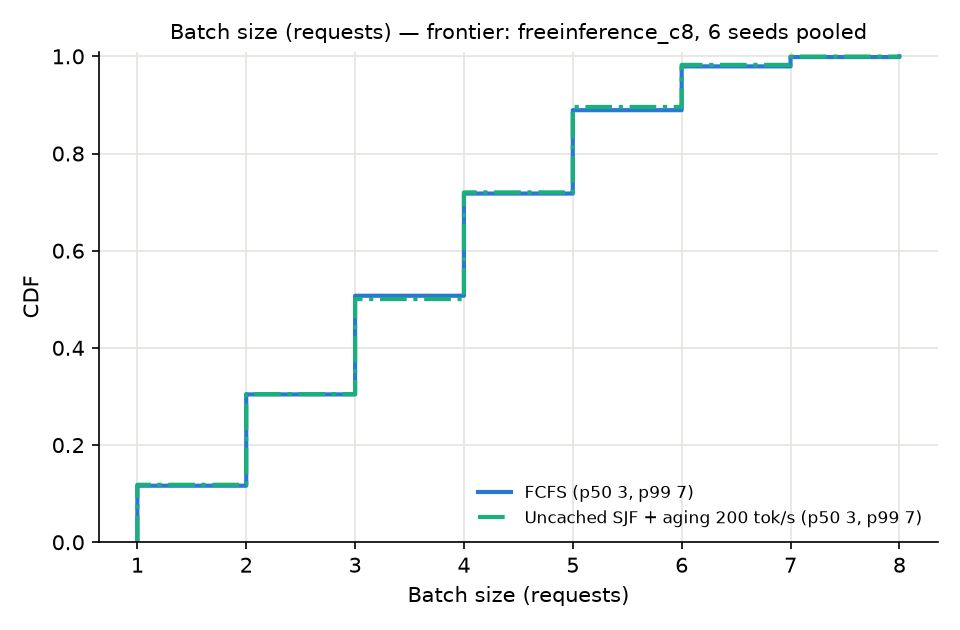 Batch size (requests) — frontier: freeinference_c8, 6 seeds pooled
CDF
1.0
0.8
0.6
0.4
0.2
0.0
FCFS (p50 3, p99 7)
Uncached SJF + aging 200 tok/s (p50 3, p99 7)
1 2 3 4 5 6 7 8
Batch size (requests)